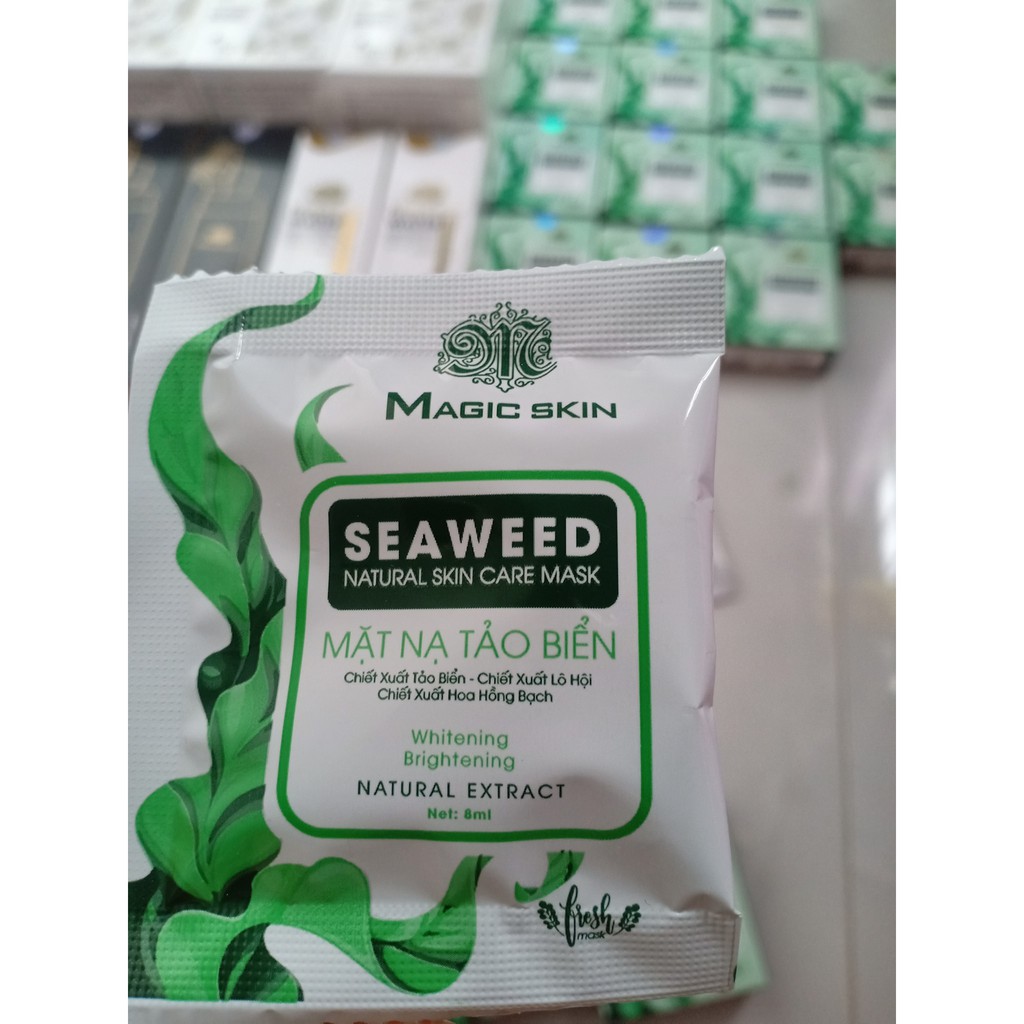 MAGIC SKIN
SEAWEED
NATURAL SKIN CARE MASK
MẶT NẠ TẢO BIỂN
Chiết Xuất Tảo Biển - Chiết Xuất Lô Hội
Chiết Xuất Hoa Hồng Bạch
Whitening
Brightening
NATURAL EXTRACT
Net: 8ml
fresh
mask